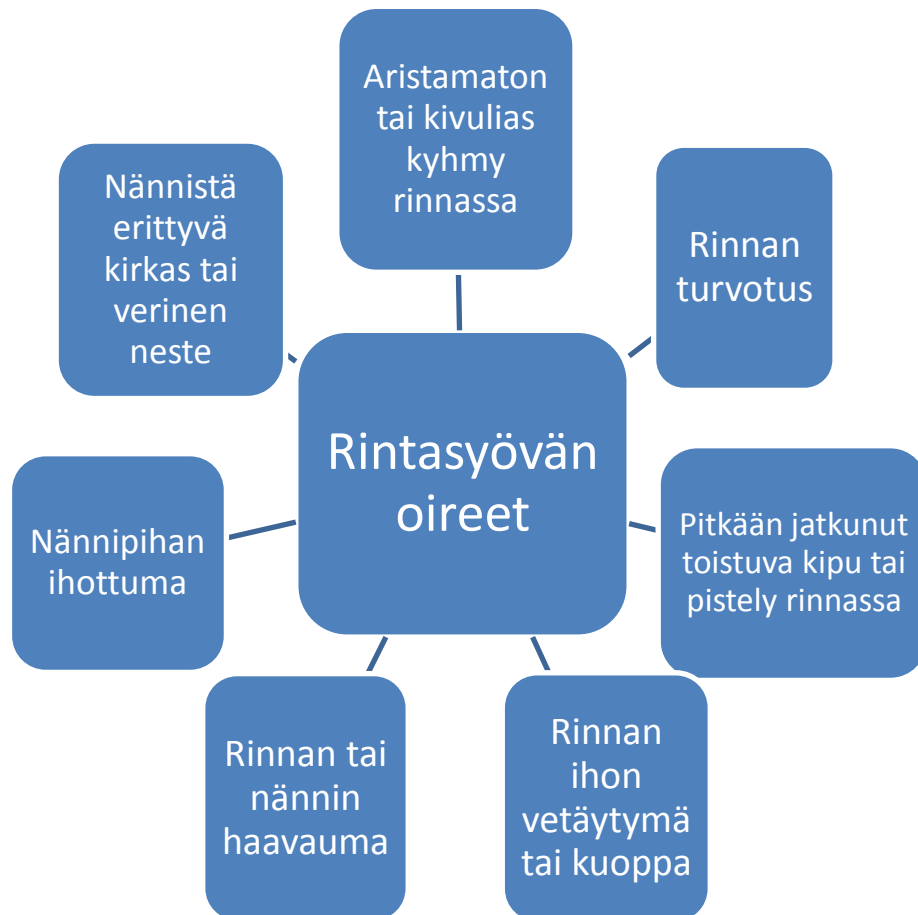 Rintasyövän
oireet
Aristamaton
tai kivulias
kyhmy
rinnassa
Rinnan
turvotus
Pitkään jatkunut
toistuva kipu tai
pistely rinnassa
Rinnan
ihon
vetäytymä
tai kuoppa
Rinnan tai
nännin
haavauma
Nännipihan
ihottuma
Nännistä
erittyvä
kirkas tai
verinen
neste